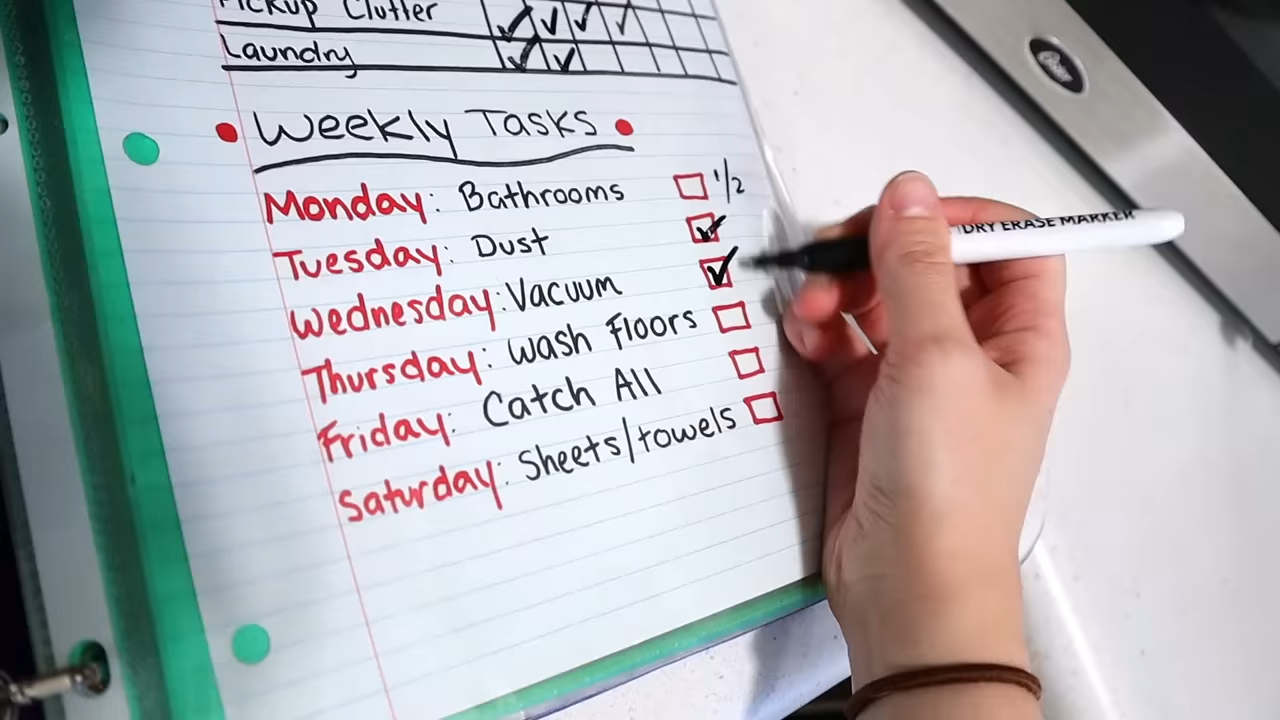 Pickup Clutter
Laundry
Weekly Tasks
Monday: Bathrooms 1/2
Tuesday: Dust
Wednesday: Vacuum
Thursday: Wash Floors
Friday: Catch All
Saturday: Sheets/towels
DRY ERASE MARKER